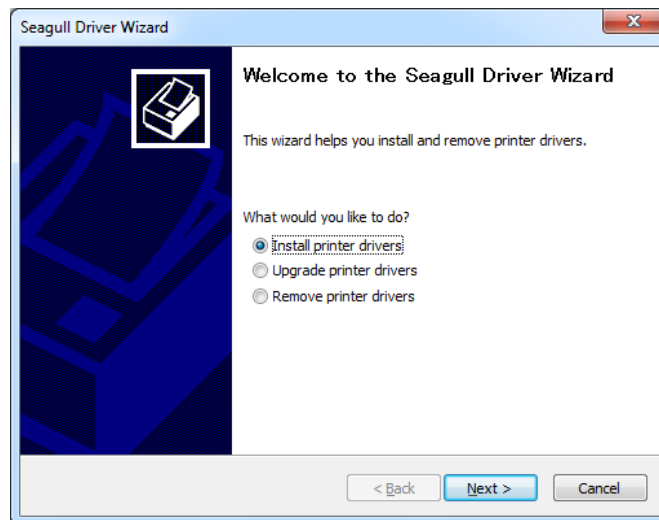 Seagull Driver Wizard
Welcome to the Seagull Driver Wizard
This wizard helps you install and remove printer drivers.
What would you like to do?
Install printer drivers
Upgrade printer drivers
Remove printer drivers
< Back Next > Cancel